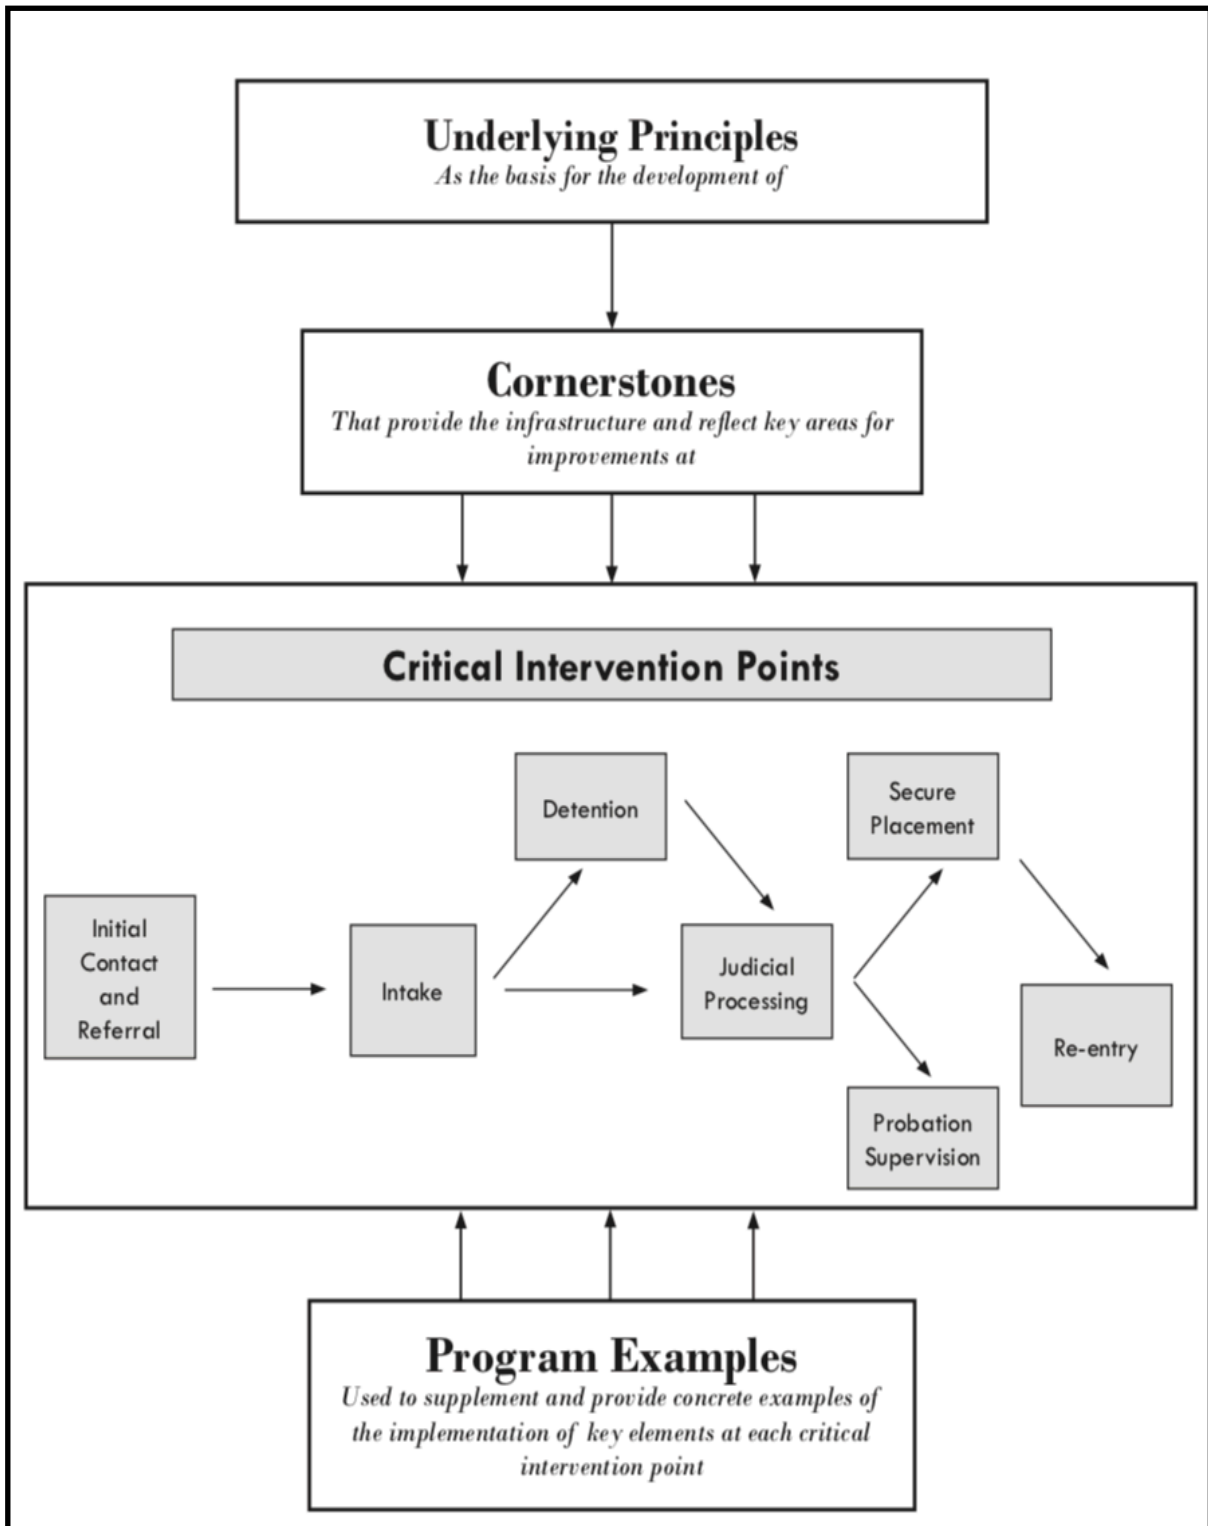 Underlying Principles
As the basis for the development of
Cornerstones
That provide the infrastructure and reflect key areas for
improvements at
Critical Intervention Points
Initial
Contact
and
Referral
Intake
Detention
Judicial
Processing
Secure
Placement
Probation
Supervision
Re-entry
Program Examples
Used to supplement and provide concrete examples of
the implementation of key elements at each critical
intervention point